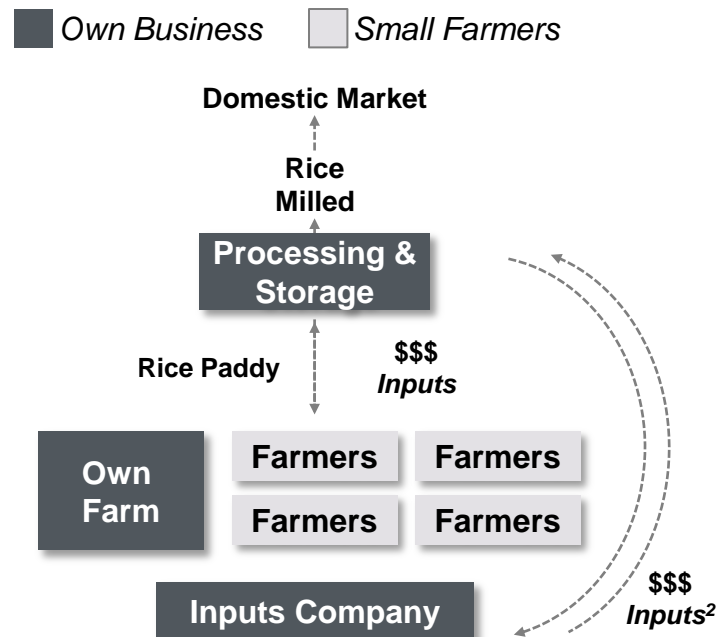 Own Business
Small Farmers
Domestic Market
Rice
Milled
Processing &
Storage
Rice Paddy
$$$
Inputs
Own
Farm
Farmers
Farmers
Farmers
Farmers
Inputs Company
$$$
Inputs²